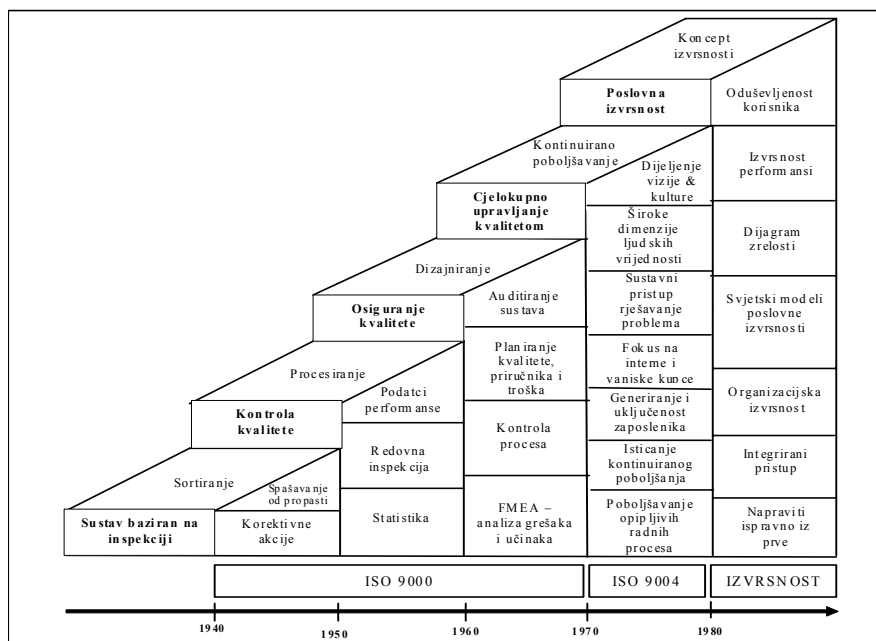 Koncept
izvrsnosti
Poslovna
izvrsnost
Oduševljenost
korisnika
Kontinuirano
poboljšavanje
Dijeljenje
vizije &
kulture
Izvrsnost
performansi
Cjelokupno
upravljanje
kvalitetom
Široke
dimenzije
ljudskih
vrijednosti
Dijagram
zrelosti
Dizajniranje
Auditiranje
sustava
Sustavni
pristup
rješavanje
problema
Svjetski modeli
poslovne
izvrsnosti
Osiguranje
kvalitete
Planiranje
kvalitete,
priručnika i
troška
Fokus na
interne i
vanjske kupce
Procesiranje
Podatci
performanse
Generiranje i
uključenost
zaposlenika
Organizacijska
izvrsnost
Kontrola
kvalitete
Redovna
inspekcija
Kontrola
procesa
Isticanje
kontinuiranog
poboljšanja
Integrirani
pristup
Sortiranje
Spašavanje
od propasti
Sustav baziran na
inspekciji
Korektivne
akcije
Statistika
FMEA –
analiza grešaka
i učinaka
Poboljšavanje
opipljivih
radnih
procesa
Napraviti
ispravno iz
prve
ISO 9000
ISO 9004
IZVRSNOST
1940
1950
1960
1970
1980